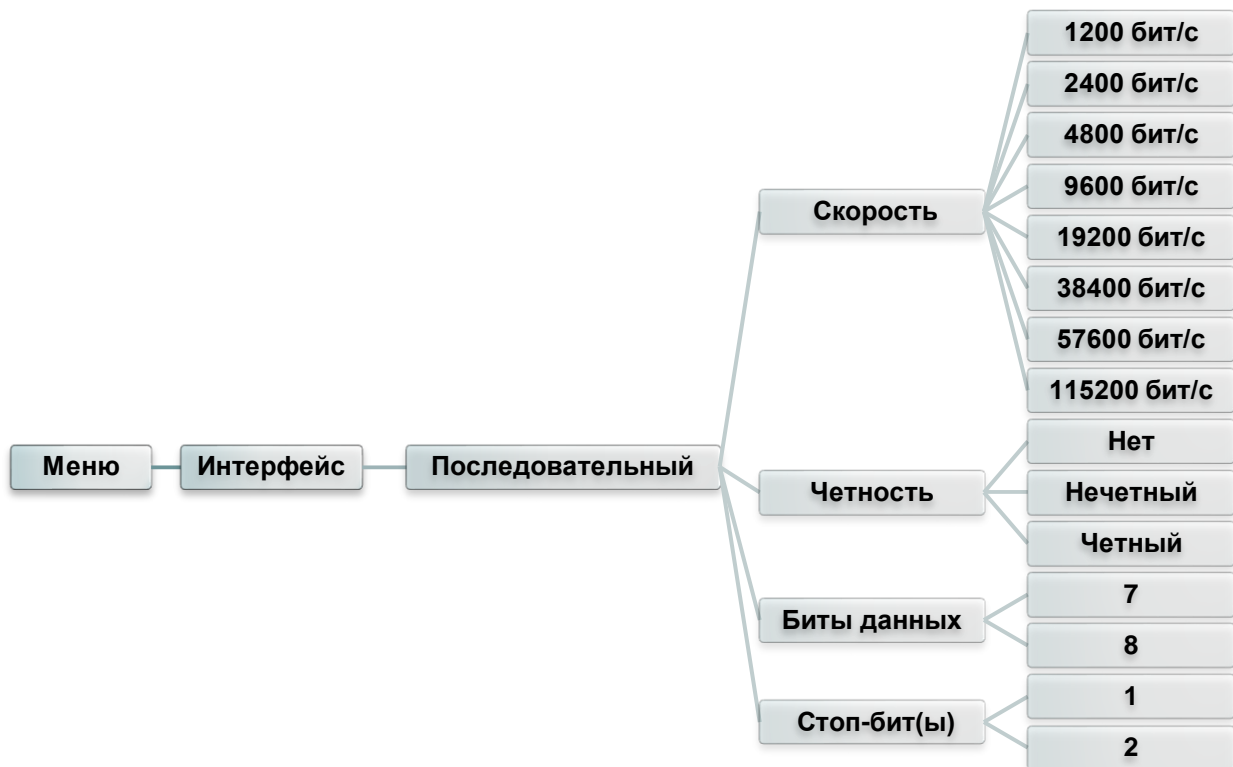 Меню
Интерфейс
Последовательный
Скорость
1200 бит/с
2400 бит/с
4800 бит/с
9600 бит/с
19200 бит/с
38400 бит/с
57600 бит/с
115200 бит/с
Четность
Нет
Нечетный
Четный
Биты данных
7
8
Стоп-бит(ы)
1
2